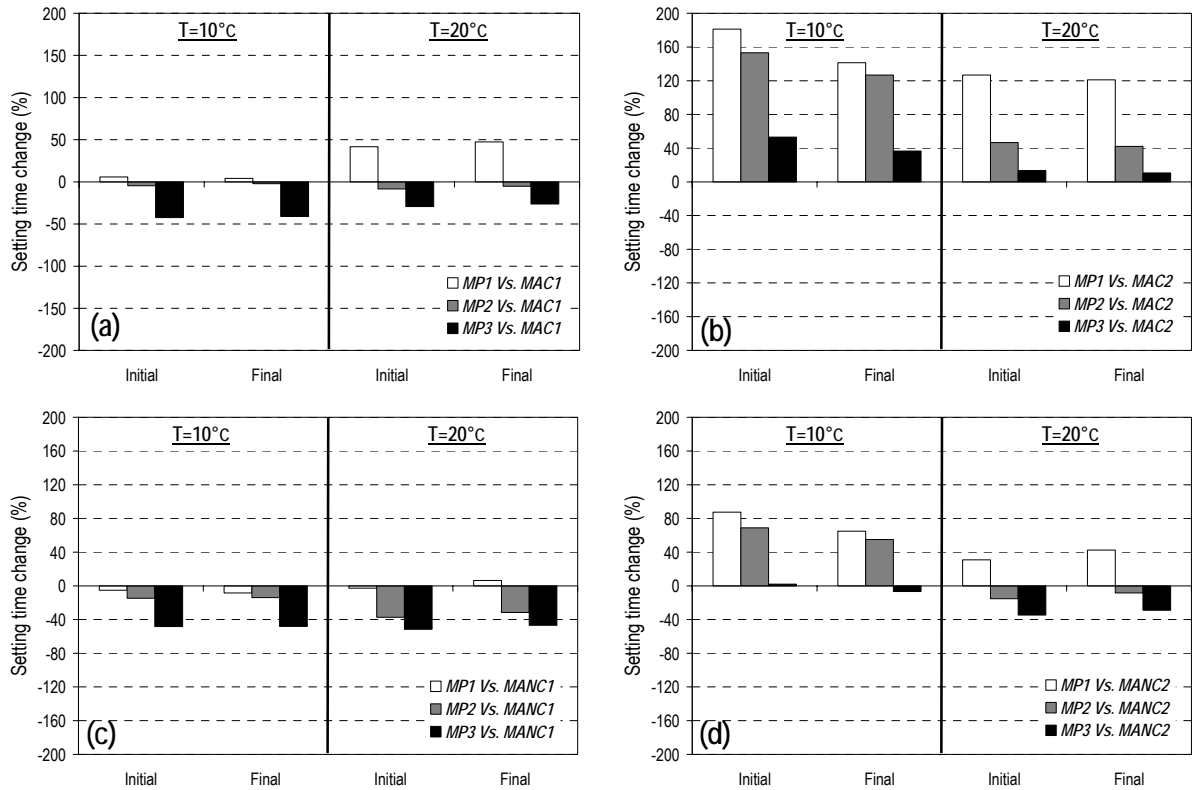 T=10°C
T=20°C
Setting time change (%)
200
150
100
50
0
-50
-100
-150
-200
MP1 Vs. MAC1
MP2 Vs. MAC1
MP3 Vs. MAC1
(a)
Initial
Final
Initial
Final
T=10°C
T=20°C
Setting time change (%)
200
160
120
80
40
0
-40
-80
-120
-160
-200
MP1 Vs. MAC2
MP2 Vs. MAC2
MP3 Vs. MAC2
(b)
Initial
Final
Initial
Final
T=10°C
T=20°C
Setting time change (%)
200
160
120
80
40
0
-40
-80
-120
-160
-200
MP1 Vs. MANC1
MP2 Vs. MANC1
MP3 Vs. MANC1
(c)
Initial
Final
Initial
Final
T=10°C
T=20°C
Setting time change (%)
200
160
120
80
40
0
-40
-80
-120
-160
-200
MP1 Vs. MANC2
MP2 Vs. MANC2
MP3 Vs. MANC2
(d)
Initial
Final
Initial
Final